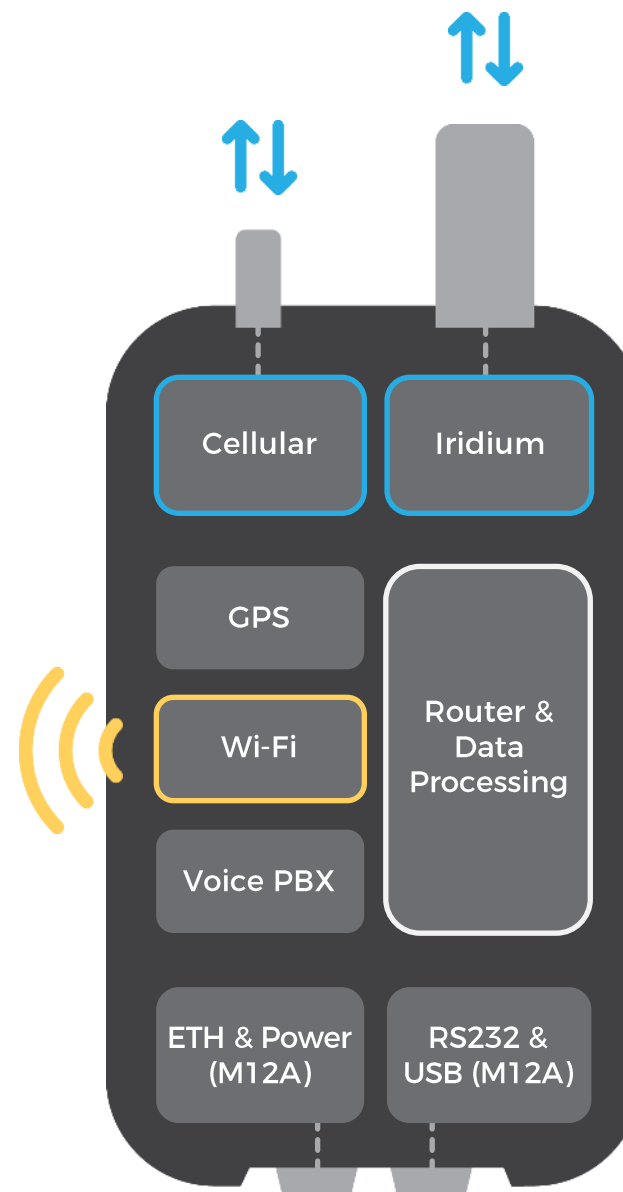 Cellular
Iridium
GPS
Router &
Data
Processing
Wi-Fi
Voice PBX
ETH & Power
(M12A)
RS232 &
USB (M12A)